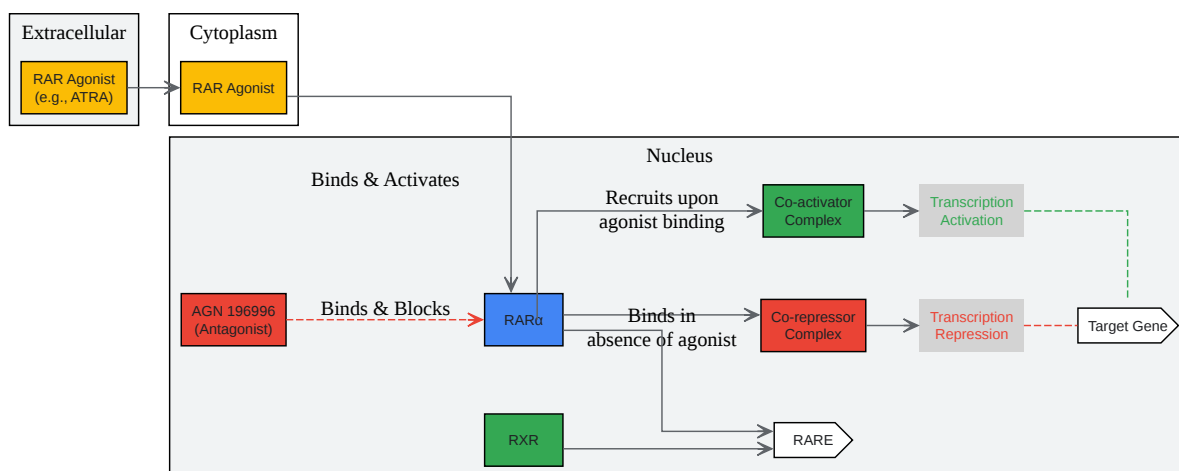 Extracellular
Cytoplasm
RAR Agonist
(e.g., ATRA)
RAR Agonist
Nucleus
Binds & Activates
Recruits upon
agonist binding
Co-activator
Complex
Transcription
Activation
AGN 196996
(Antagonist)
Binds & Blocks
RARα
Binds in
absence of agonist
Co-repressor
Complex
Transcription
Repression
Target Gene
RXR
RARE